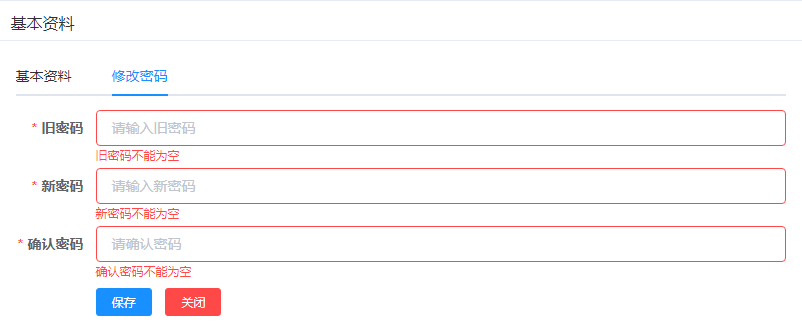 基本资料
基本资料 修改密码
* 旧密码 请输入旧密码
旧密码不能为空
* 新密码 请输入新密码
新密码不能为空
* 确认密码 请确认密码
确认密码不能为空
保存 关闭